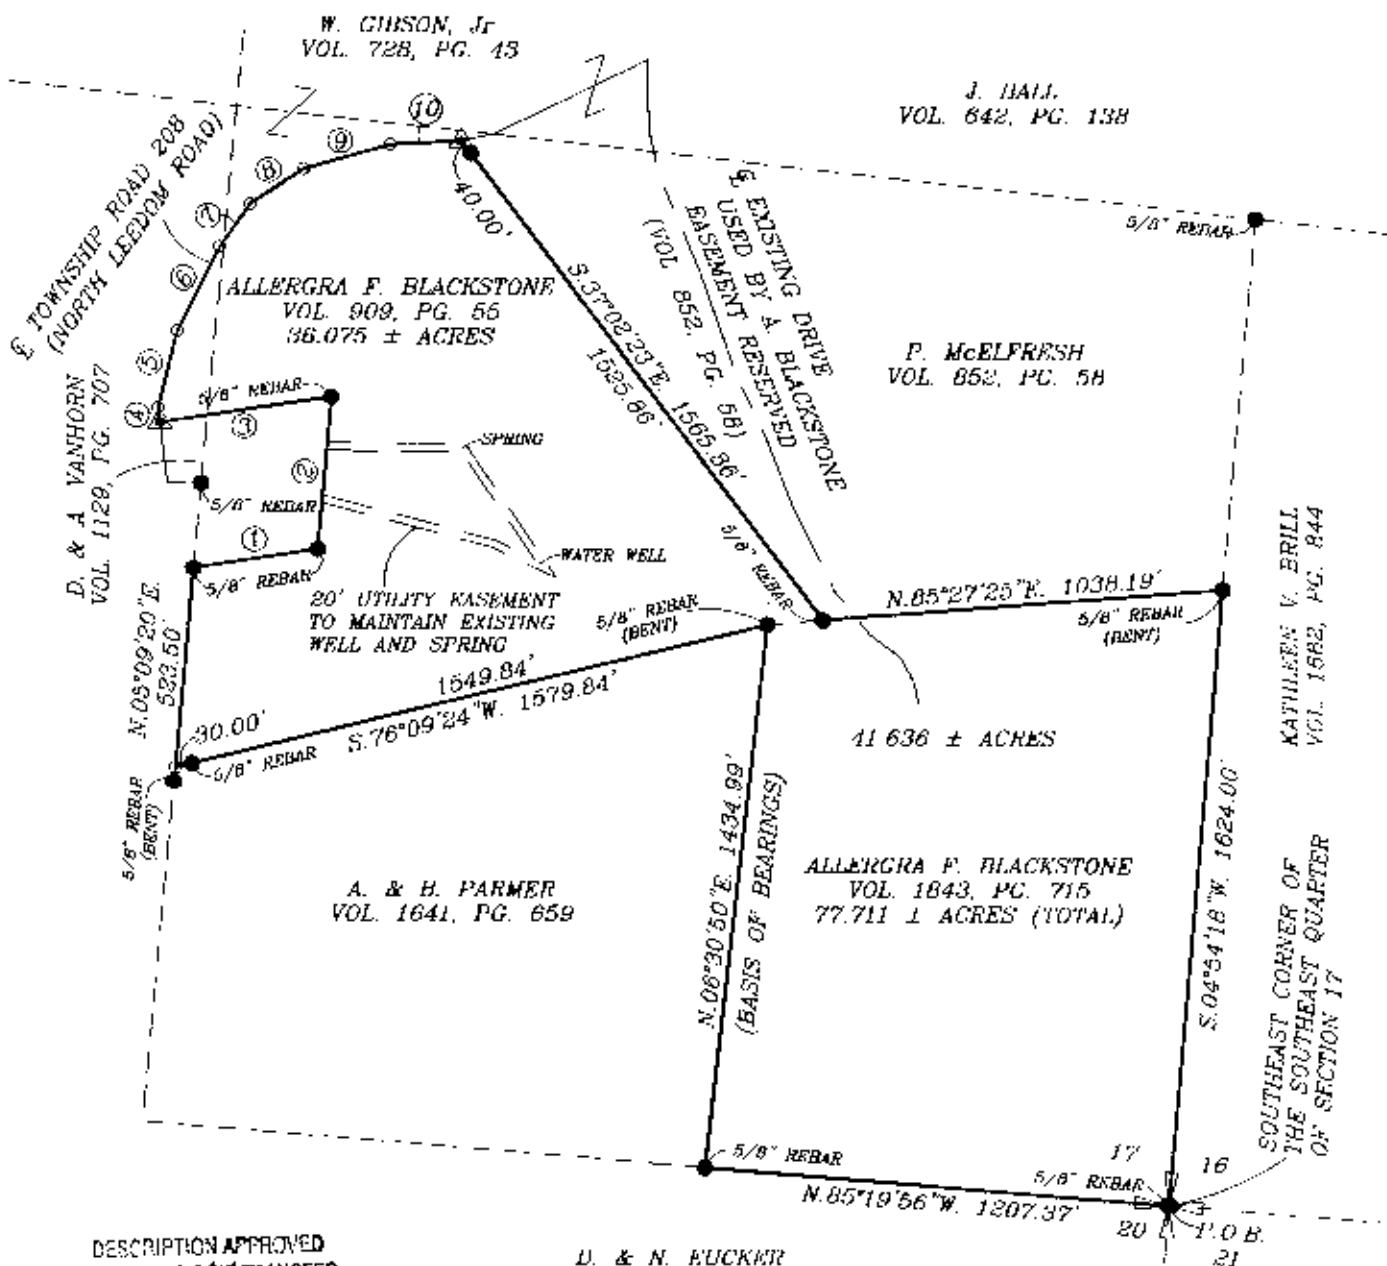 W. GIBSON, Jr
VOL. 728, PG. 43
J. HALL
VOL. 642, PG. 138
℄ TOWNSHIP ROAD 208
(NORTH LEEDOM ROAD)
10
9
8
7
6
5
4
3
2
1
40.00'
5/8" REBAR
℄ EXISTING DRIVE
USED BY A. BLACKSTONE
EASEMENT RESERVED
(VOL 852, PG. 58)
ALLERGRA F. BLACKSTONE
VOL. 909, PG. 55
36.075 ± ACRES
S.37°02'23"E. 1565.86'
1525.86'
P. McELFRESH
VOL. 852, PG. 58
D. & A VANHORN
VOL. 1129, PG. 707
5/8" REBAR
SPRING
5/8" REBAR
WATER WELL
5/8" REBAR
20' UTILITY EASEMENT
TO MAINTAIN EXISTING
WELL AND SPRING
5/8" REBAR
(BENT)
5/8" REBAR
N.85°27'25"E. 1038.19'
5/8" REBAR
(BENT)
KATHLEEN V. BRILL
VOL. 1582, PG. 844
N.05°09'20"E.
523.50'
30.00'
1549.84'
S.76°09'24"W. 1579.84'
5/8" REBAR
5/8" REBAR
(BENT)
41.636 ± ACRES
N.06°30'50"E. 1434.99'
(BASIS OF BEARINGS)
A. & B. PARMER
VOL. 1641, PG. 659
ALLERGRA F. BLACKSTONE
VOL. 1843, PG. 715
77.711 ± ACRES (TOTAL)
S.04°54'18"W. 1624.00'
SOUTHEAST CORNER OF
THE SOUTHEAST QUARTER
OF SECTION 17
5/8" REBAR
17
16
5/8" REBAR
N.85°19'56"W. 1207.37'
20
P.O.B.
21
DESCRIPTION APPROVED
D. & N. EUCKER